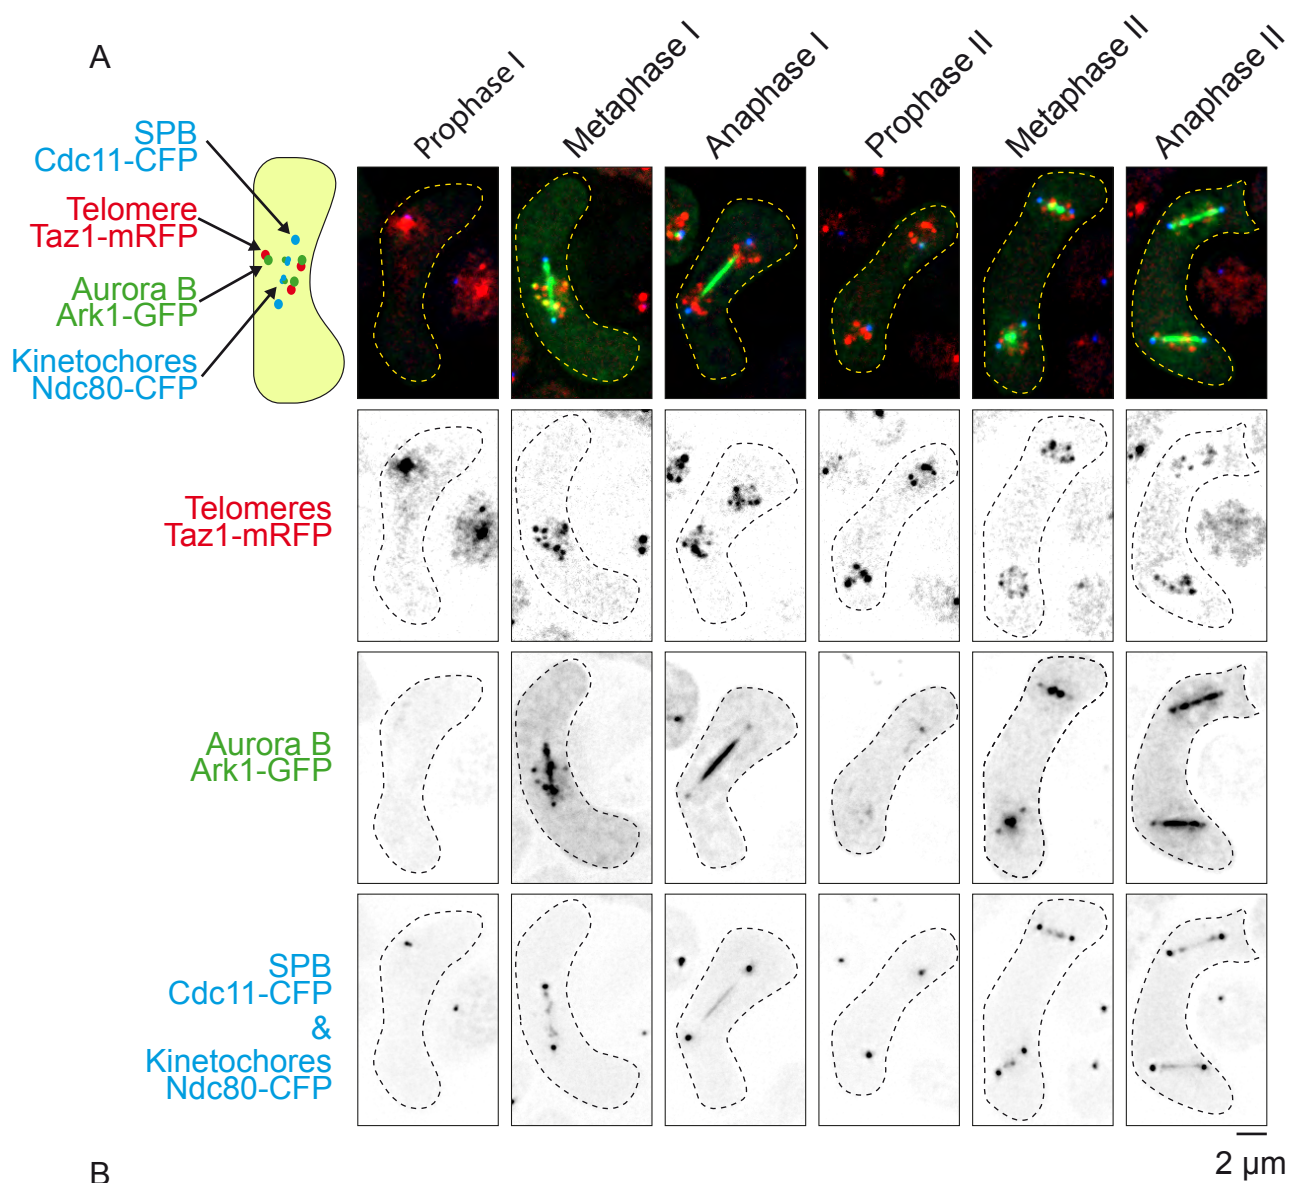 A
Prophase I
Metaphase I
Anaphase I
Prophase II
Metaphase II
Anaphase II
SPB
Cdc11-CFP
Telomere
Taz1-mRFP
Aurora B
Ark1-GFP
Kinetochores
Ndc80-CFP
Telomeres
Taz1-mRFP
Aurora B
Ark1-GFP
SPB
Cdc11-CFP
&
Kinetochores
Ndc80-CFP
2 µm
B